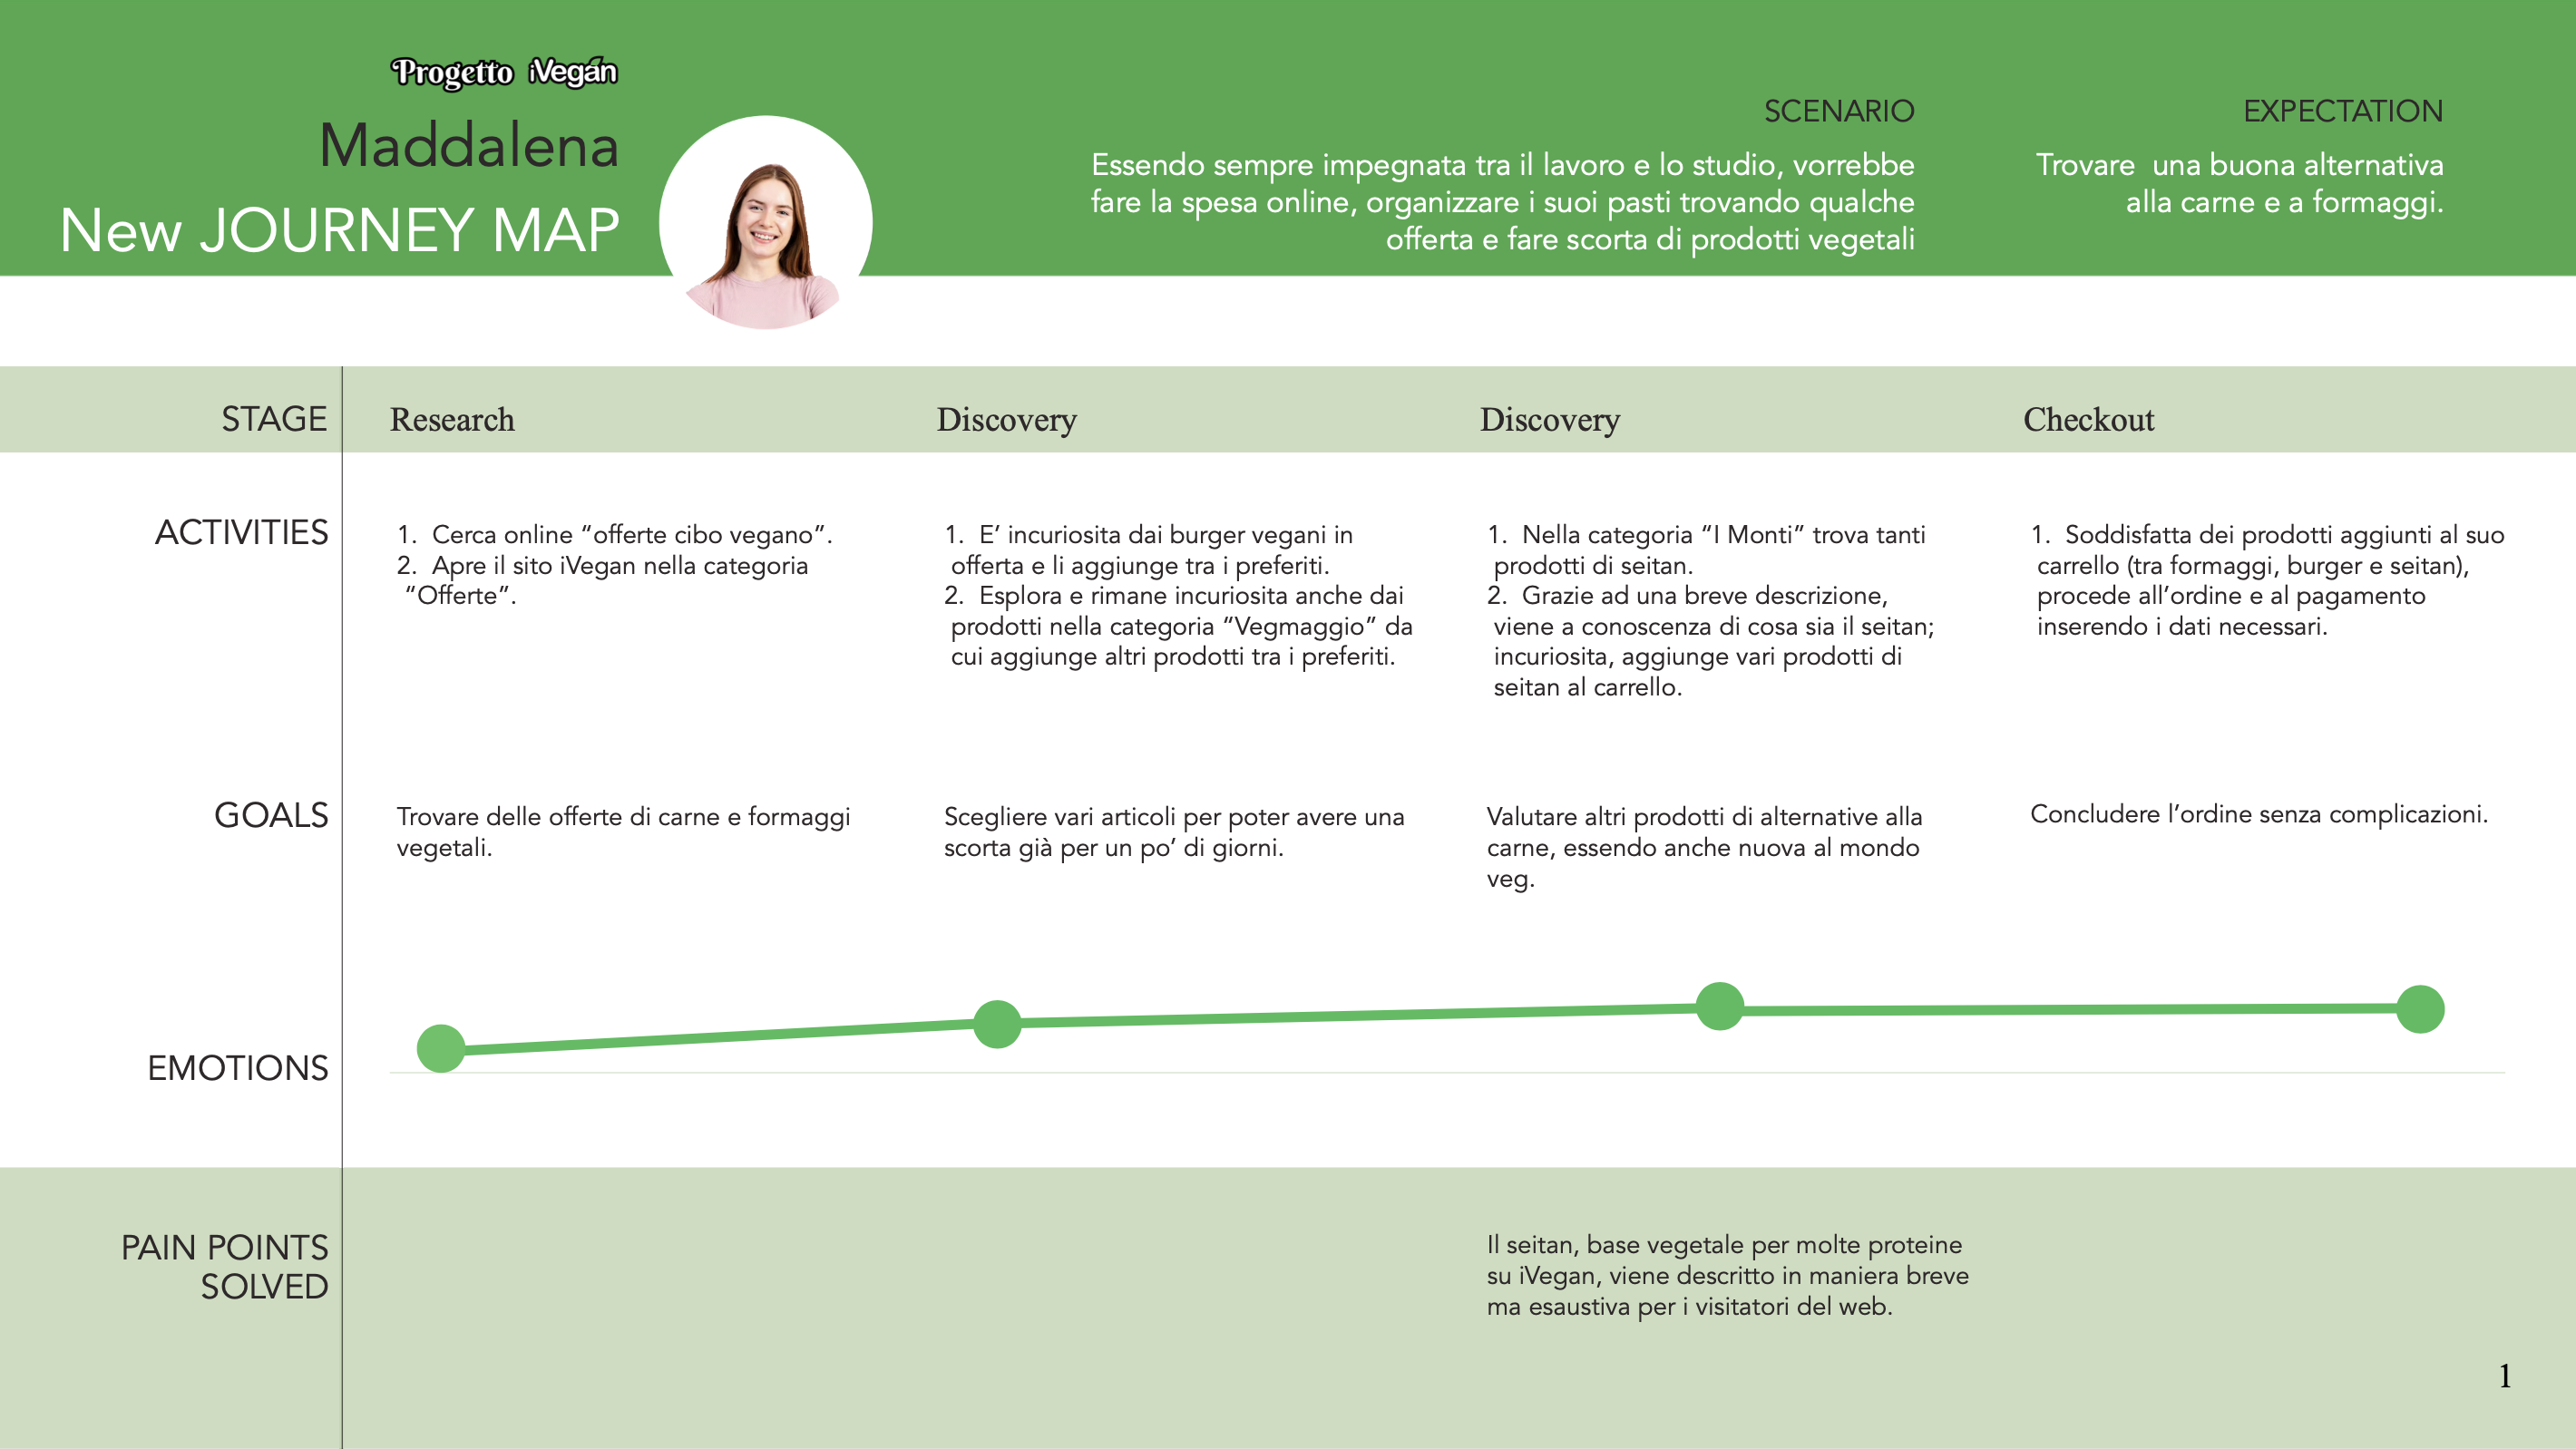 Progetto iVegan
Maddalena
New JOURNEY MAP
SCENARIO
Essendo sempre impegnata tra il lavoro e lo studio, vorrebbe
fare la spesa online, organizzare i suoi pasti trovando qualche
offerta e fare scorta di prodotti vegetali
EXPECTATION
Trovare  una buona alternativa
alla carne e a formaggi.
STAGE
Research
Discovery
Discovery
Checkout
ACTIVITIES
1. Cerca online “offerte cibo vegano”.
2. Apre il sito iVegan nella categoria
“Offerte”.
1. E’ incuriosita dai burger vegani in
offerta e li aggiunge tra i preferiti.
2. Esplora e rimane incuriosita anche dai
prodotti nella categoria “Vegmaggio” da
cui aggiunge altri prodotti tra i preferiti.
1. Nella categoria “I Monti” trova tanti
prodotti di seitan.
2. Grazie ad una breve descrizione,
viene a conoscenza di cosa sia il seitan;
incuriosita, aggiunge vari prodotti di
seitan al carrello.
1. Soddisfatta dei prodotti aggiunti al suo
carrello (tra formaggi, burger e seitan),
procede all’ordine e al pagamento
inserendo i dati necessari.
GOALS
Trovare delle offerte di carne e formaggi
vegetali.
Scegliere vari articoli per poter avere una
scorta già per un po’ di giorni.
Valutare altri prodotti di alternative alla
carne, essendo anche nuova al mondo
veg.
Concludere l’ordine senza complicazioni.
EMOTIONS
PAIN POINTS
SOLVED
Il seitan, base vegetale per molte proteine
su iVegan, viene descritto in maniera breve
ma esaustiva per i visitatori del web.
1